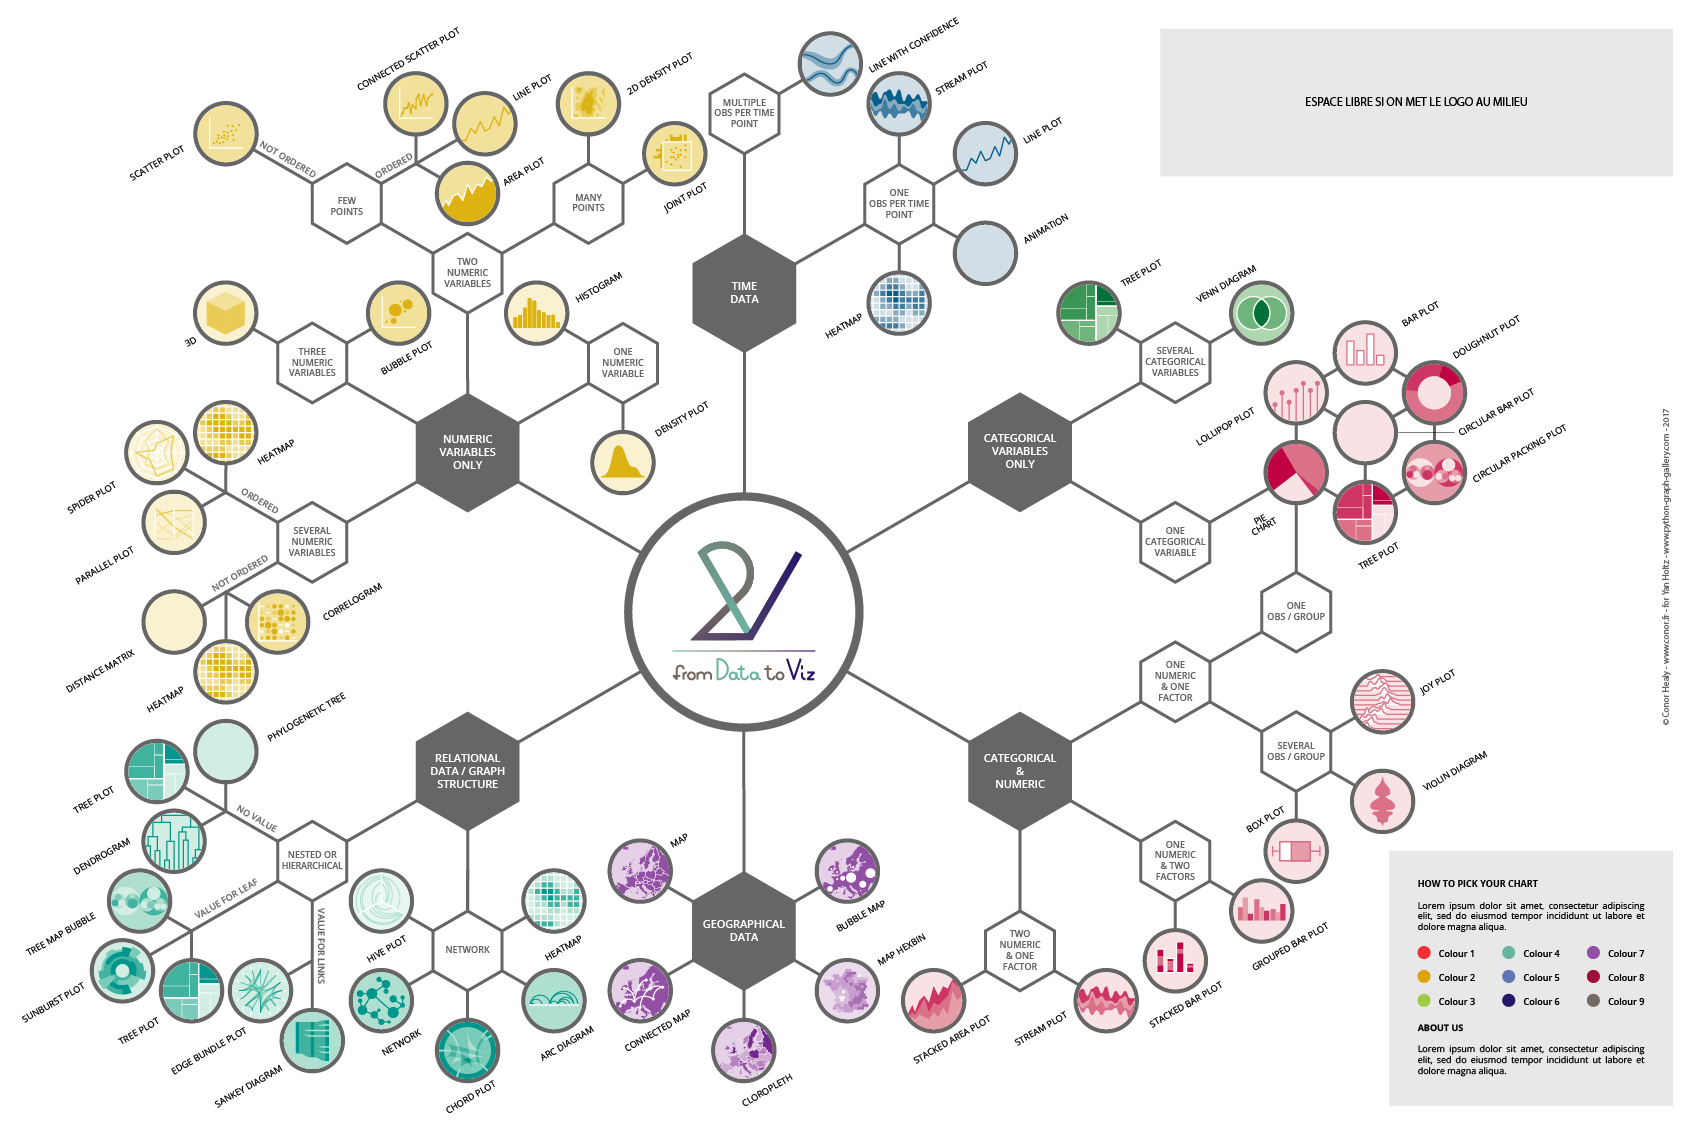 CONNECTED SCATTER PLOT
LINE PLOT
2D DENSITY PLOT
SCATTER PLOT
NOT ORDERED
ORDERED
AREA PLOT
JOINT PLOT
FEW
POINTS
MANY
POINTS
TWO
NUMERIC
VARIABLES
3D
BUBBLE PLOT
HISTOGRAM
THREE
NUMERIC
VARIABLES
ONE
NUMERIC
VARIABLE
DENSITY PLOT
NUMERIC
VARIABLES
ONLY
HEATMAP
SPIDER PLOT
ORDERED
PARALLEL PLOT
SEVERAL
NUMERIC
VARIABLES
NOT ORDERED
CORRELOGRAM
DISTANCE MATRIX
HEATMAP
LINE WITH CONFIDENCE
STREAM PLOT
MULTIPLE
OBS PER TIME
POINT
LINE PLOT
ONE
OBS PER TIME
POINT
ANIMATION
HEATMAP
TIME
DATA
ESPACE LIBRE SI ON MET LE LOGO AU MILIEU
TREE PLOT
VENN DIAGRAM
SEVERAL
CATEGORICAL
VARIABLES
BAR PLOT
DOUGHNUT PLOT
LOLLIPOP PLOT
CIRCULAR BAR PLOT
CIRCULAR PACKING PLOT
PIE
CHART
TREE PLOT
CATEGORICAL
VARIABLES
ONLY
ONE
CATEGORICAL
VARIABLE
from Data to Viz
ONE
OBS / GROUP
ONE
NUMERIC
& ONE
FACTOR
JOY PLOT
SEVERAL
OBS / GROUP
VIOLIN DIAGRAM
BOX PLOT
CATEGORICAL
&
NUMERIC
ONE
NUMERIC
& TWO
FACTORS
GROUPED BAR PLOT
STACKED BAR PLOT
TWO
NUMERIC
& ONE
FACTOR
STACKED AREA PLOT
STREAM PLOT
RELATIONAL
DATA / GRAPH
STRUCTURE
PHYLOGENETIC TREE
TREE PLOT
NO VALUE
DENDROGRAM
NESTED OR
HIERARCHICAL
VALUE FOR LEAF
TREE MAP BUBBLE
SUNBURST PLOT
TREE PLOT
VALUE FOR LINKS
EDGE BUNDLE PLOT
SANKEY DIAGRAM
HIVE PLOT
HEATMAP
NETWORK
NETWORK
ARC DIAGRAM
CHORD PLOT
MAP
BUBBLE MAP
GEOGRAPHICAL
DATA
MAP HEXBIN
CONNECTED MAP
CLOROPLETH
© Conor Healy - www.conor.fr - for Yan Holtz - www.python-graph-gallery.com - 2017
HOW TO PICK YOUR CHART
Lorem ipsum dolor sit amet, consectetur adipiscing
elit, sed do eiusmod tempor incididunt ut labore et
dolore magna aliqua.
Colour 1 Colour 4 Colour 7
Colour 2 Colour 5 Colour 8
Colour 3 Colour 6 Colour 9
ABOUT US
Lorem ipsum dolor sit amet, consectetur adipiscing
elit, sed do eiusmod tempor incididunt ut labore et
dolore magna aliqua.